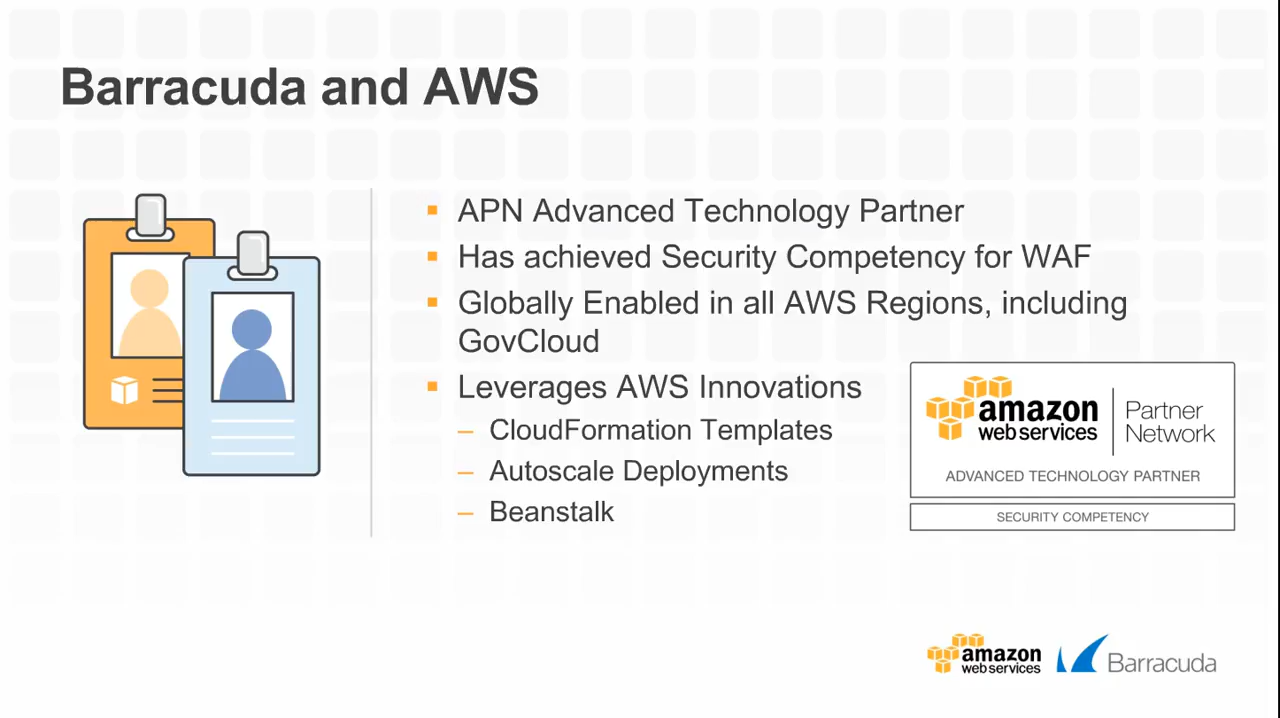 Barracuda and AWS
APN Advanced Technology Partner
Has achieved Security Competency for WAF
Globally Enabled in all AWS Regions, including
GovCloud
Leverages AWS Innovations
– CloudFormation Templates
– Autoscale Deployments
– Beanstalk
amazon
web services
Partner
Network
ADVANCED TECHNOLOGY PARTNER
SECURITY COMPETENCY
amazon
web services
Barracuda